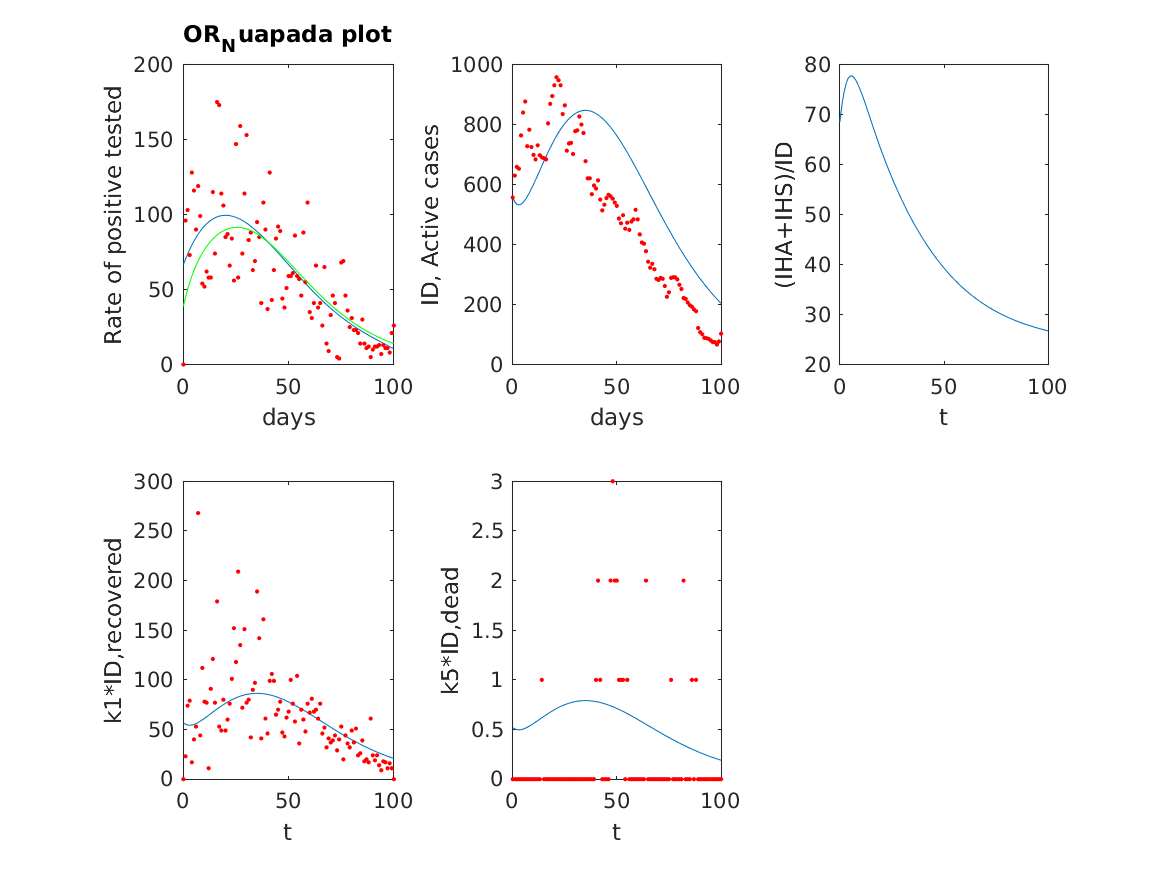 OR_Nuapada plot
Rate of positive tested
200
150
100
50
0
0 50 100
days
ID, Active cases
1000
800
600
400
200
0
0 50 100
days
(IHA+IHS)/ID
80
70
60
50
40
30
20
0 50 100
t
k1*ID,recovered
300
250
200
150
100
50
0
0 50 100
t
k5*ID,dead
3
2.5
2
1.5
1
0.5
0
0 50 100
t